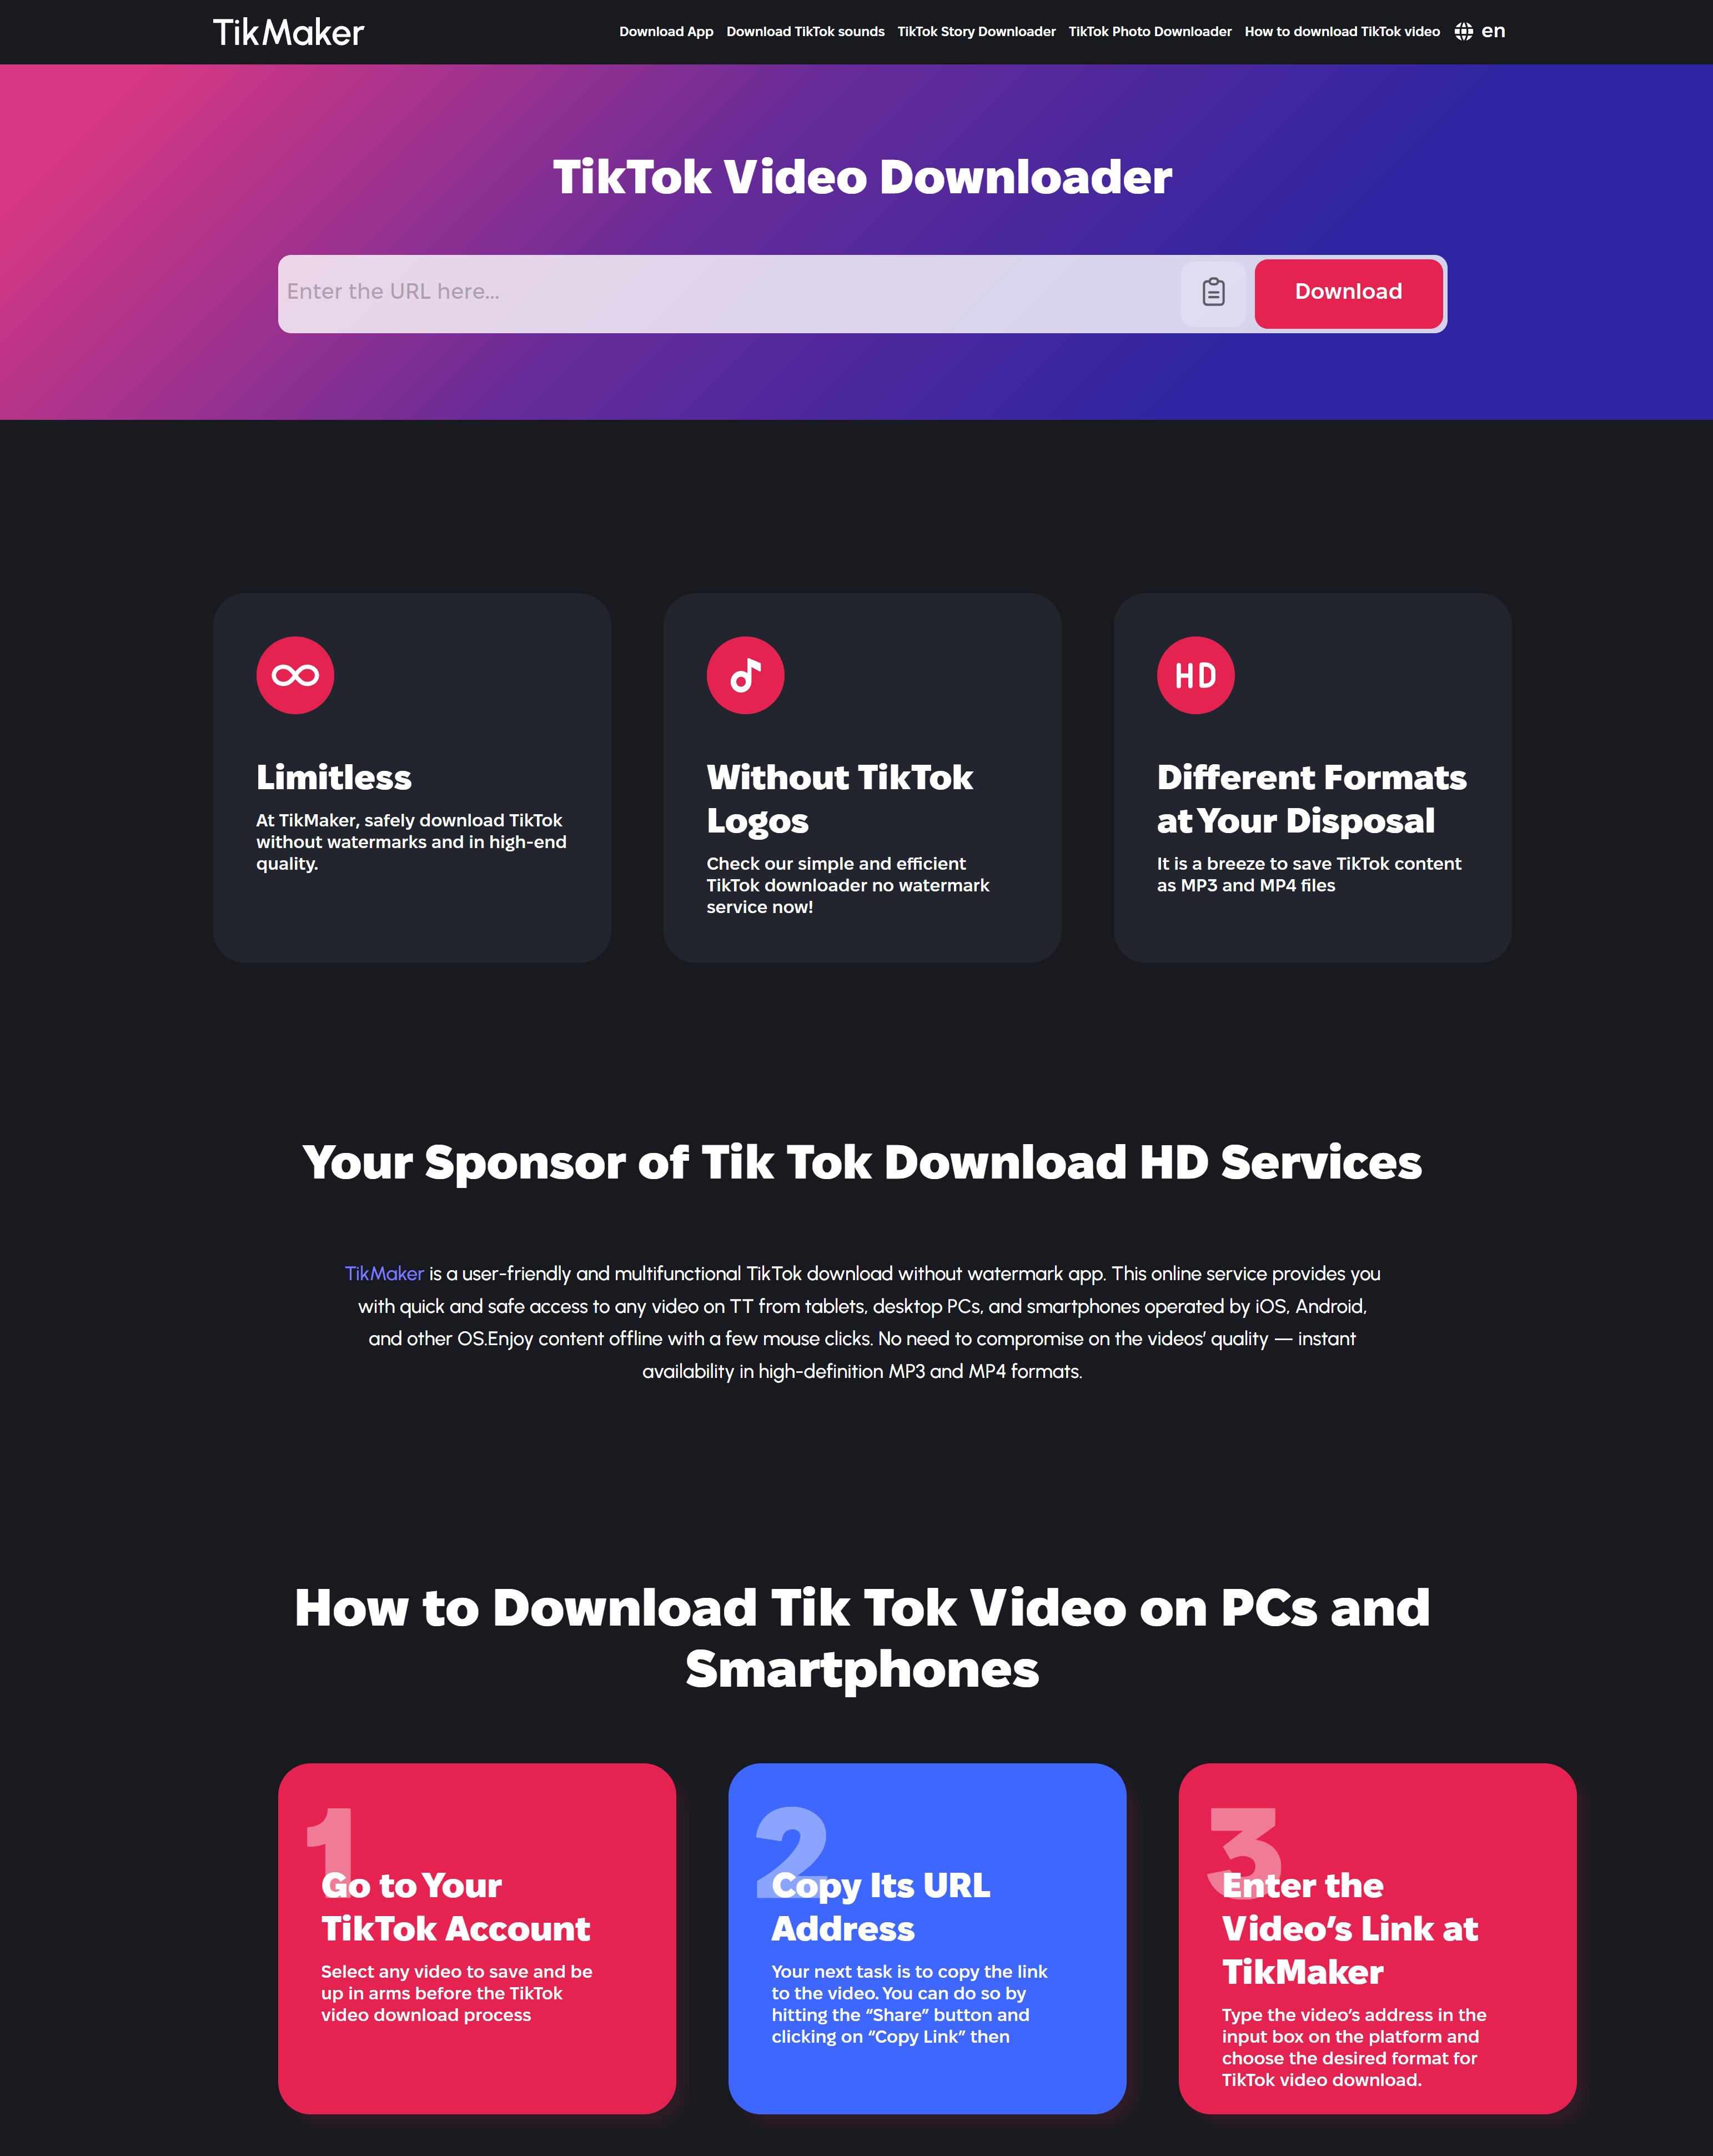 TikMaker
Download App Download TikTok sounds TikTok Story Downloader TikTok Photo Downloader How to download TikTok video en
TikTok Video Downloader
Enter the URL here...
Download
HD
Limitless
At TikMaker, safely download TikTok
without watermarks and in high-end
quality.
Without TikTok
Logos
Check our simple and efficient
TikTok downloader no watermark
service now!
Different Formats
at Your Disposal
It is a breeze to save TikTok content
as MP3 and MP4 files
Your Sponsor of Tik Tok Download HD Services
TikMaker is a user-friendly and multifunctional TikTok download without watermark app. This online service provides you
with quick and safe access to any video on TT from tablets, desktop PCs, and smartphones operated by iOS, Android,
and other OS.Enjoy content offline with a few mouse clicks. No need to compromise on the videos’ quality — instant
availability in high-definition MP3 and MP4 formats.
How to Download Tik Tok Video on PCs and
Smartphones
1
Go to Your
TikTok Account
Select any video to save and be
up in arms before the TikTok
video download process
2
Copy Its URL
Address
Your next task is to copy the link
to the video. You can do so by
hitting the “Share” button and
clicking on “Copy Link” then
3
Enter the
Video’s Link at
TikMaker
Type the video’s address in the
input box on the platform and
choose the desired format for
TikTok video download.